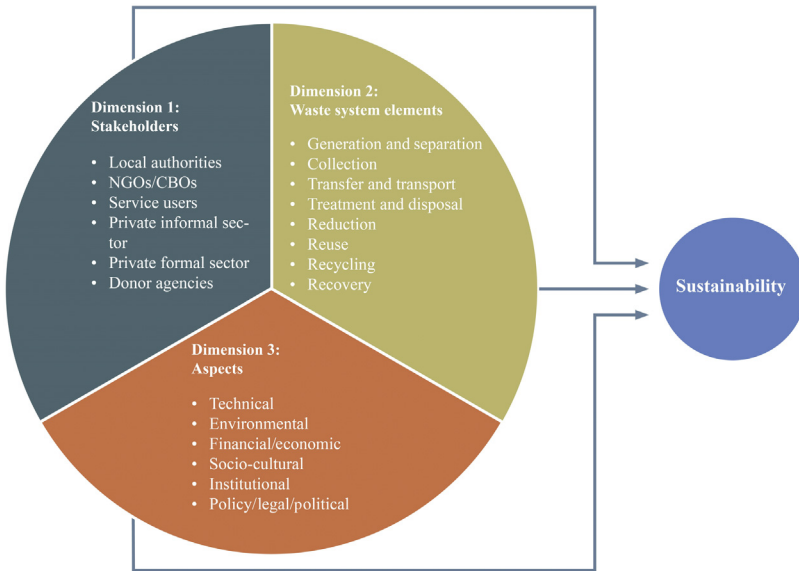 Dimension 1:
Stakeholders
• Local authorities
• NGOs/CBOs
• Service users
• Private informal sec-
tor
• Private formal sector
• Donor agencies
Dimension 2:
Waste system elements
• Generation and separation
• Collection
• Transfer and transport
• Treatment and disposal
• Reduction
• Reuse
• Recycling
• Recovery
Dimension 3:
Aspects
• Technical
• Environmental
• Financial/economic
• Socio-cultural
• Institutional
• Policy/legal/political
Sustainability